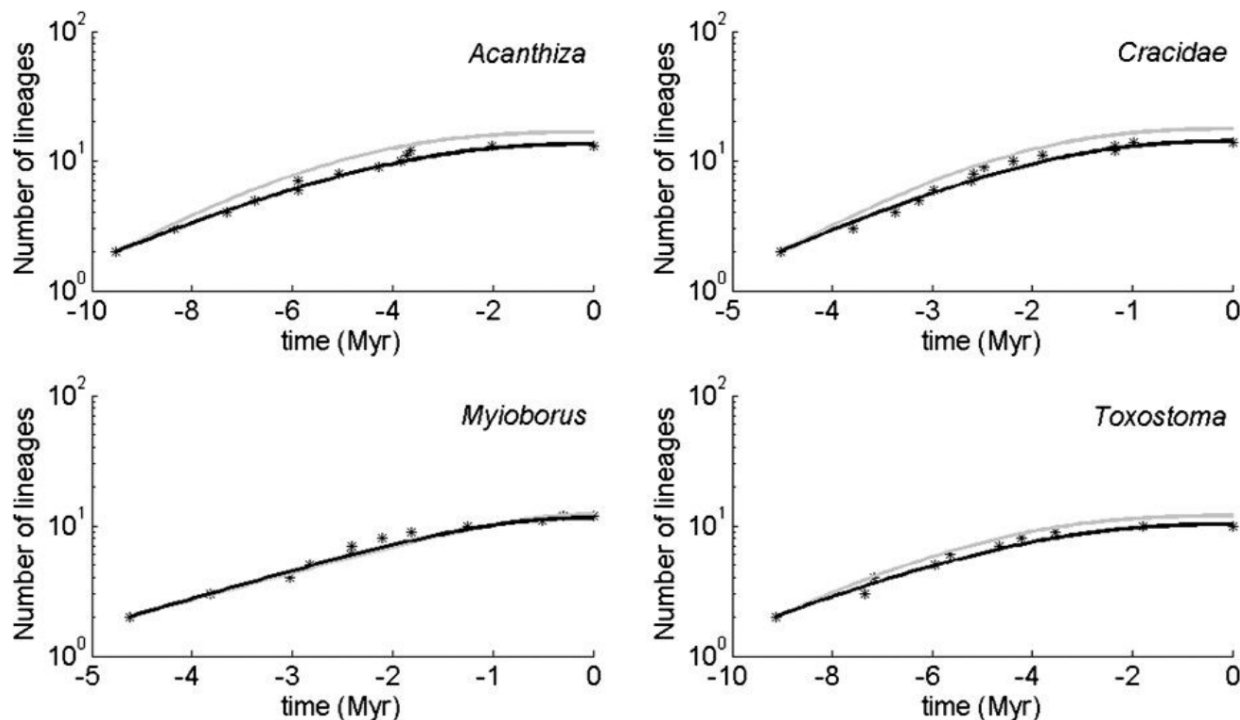 Acanthiza
Number of lineages
10²
10¹
10⁰
-10 -8 -6 -4 -2 0
time (Myr)
Cracidae
Number of lineages
10²
10¹
10⁰
-5 -4 -3 -2 -1 0
time (Myr)
Myioborus
Number of lineages
10²
10¹
10⁰
-5 -4 -3 -2 -1 0
time (Myr)
Toxostoma
Number of lineages
10²
10¹
10⁰
-10 -8 -6 -4 -2 0
time (Myr)